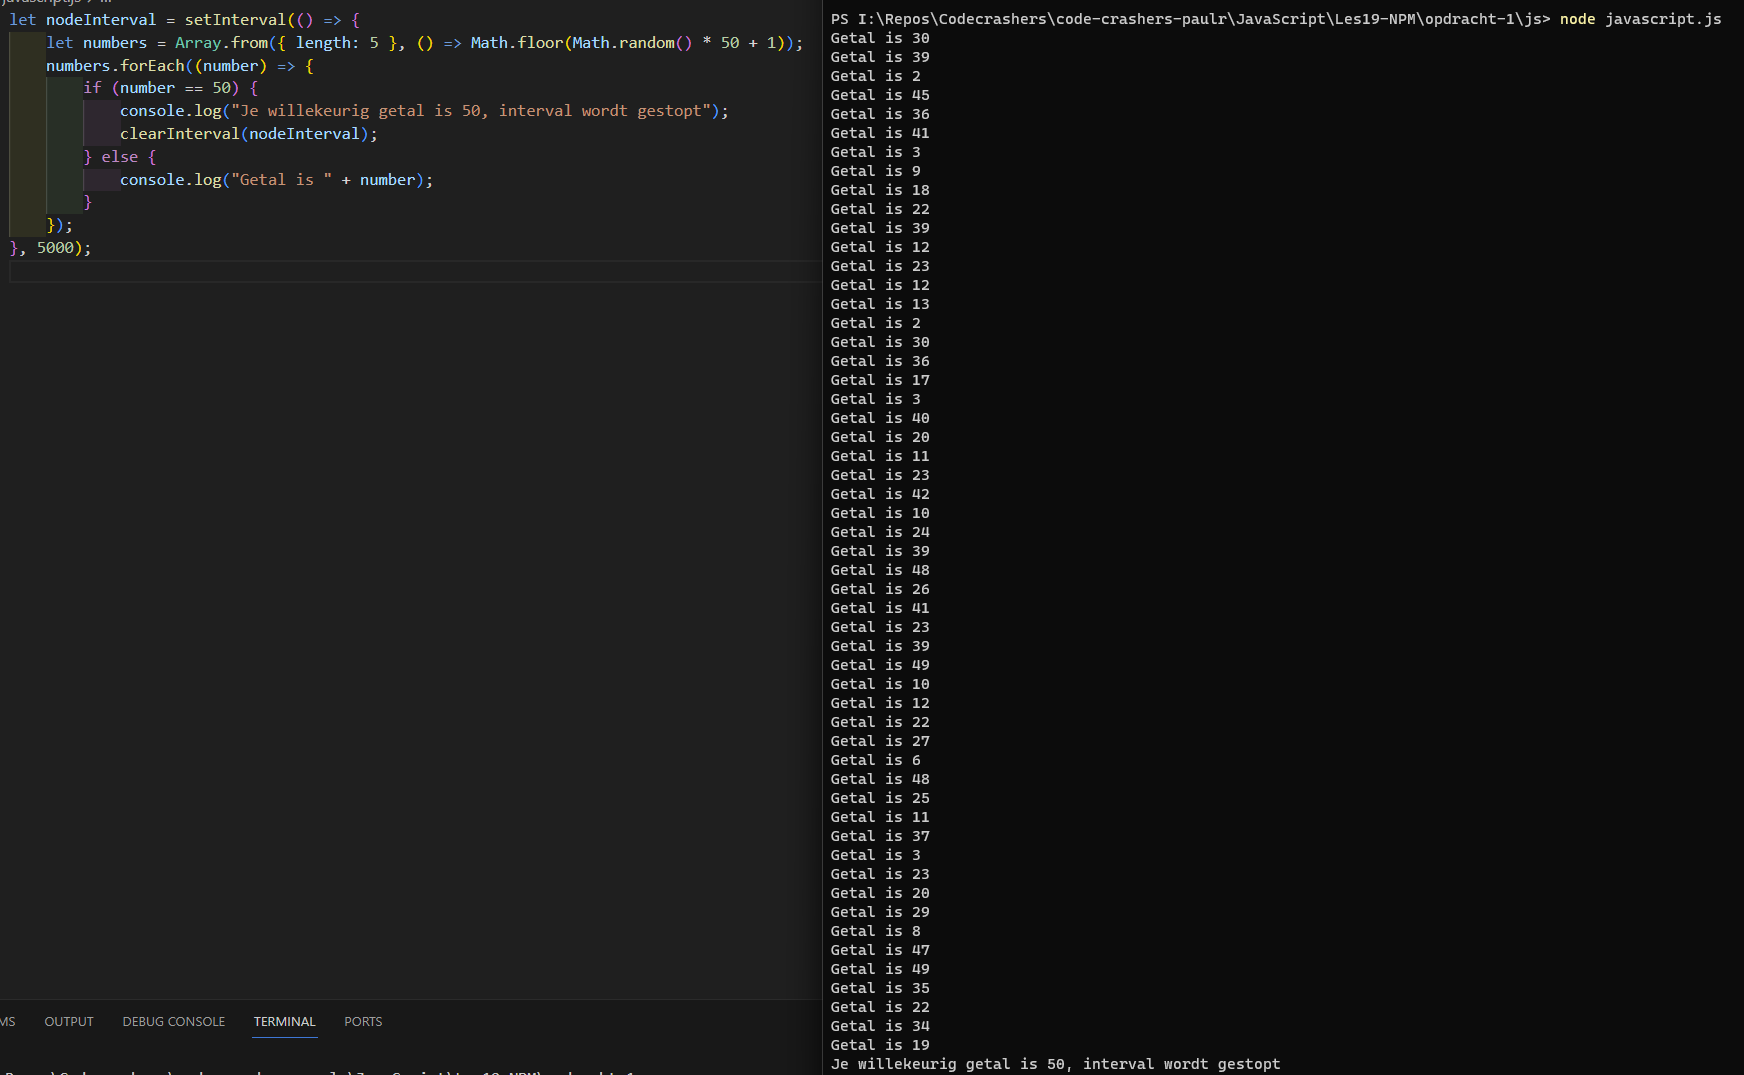 let nodeInterval = setInterval(() => {
let numbers = Array.from({ length: 5 }, () => Math.floor(Math.random() * 50 + 1));
numbers.forEach((number) => {
if (number == 50) {
console.log("Je willekeurig getal is 50, interval wordt gestopt");
clearInterval(nodeInterval);
} else {
console.log("Getal is " + number);
}
});
}, 5000);
MS OUTPUT DEBUG CONSOLE TERMINAL PORTS
PS I:\Repos\Codecrashers\code-crashers-paulr\JavaScript\Les19-NPM\opdracht-1\js> node javascript.js
Getal is 30
Getal is 39
Getal is 2
Getal is 45
Getal is 36
Getal is 41
Getal is 3
Getal is 9
Getal is 18
Getal is 22
Getal is 39
Getal is 12
Getal is 23
Getal is 12
Getal is 13
Getal is 2
Getal is 30
Getal is 36
Getal is 17
Getal is 3
Getal is 40
Getal is 20
Getal is 11
Getal is 23
Getal is 42
Getal is 10
Getal is 24
Getal is 39
Getal is 48
Getal is 26
Getal is 41
Getal is 23
Getal is 39
Getal is 49
Getal is 10
Getal is 12
Getal is 22
Getal is 27
Getal is 6
Getal is 48
Getal is 25
Getal is 11
Getal is 37
Getal is 3
Getal is 23
Getal is 20
Getal is 29
Getal is 8
Getal is 47
Getal is 49
Getal is 35
Getal is 22
Getal is 34
Getal is 19
Je willekeurig getal is 50, interval wordt gestopt